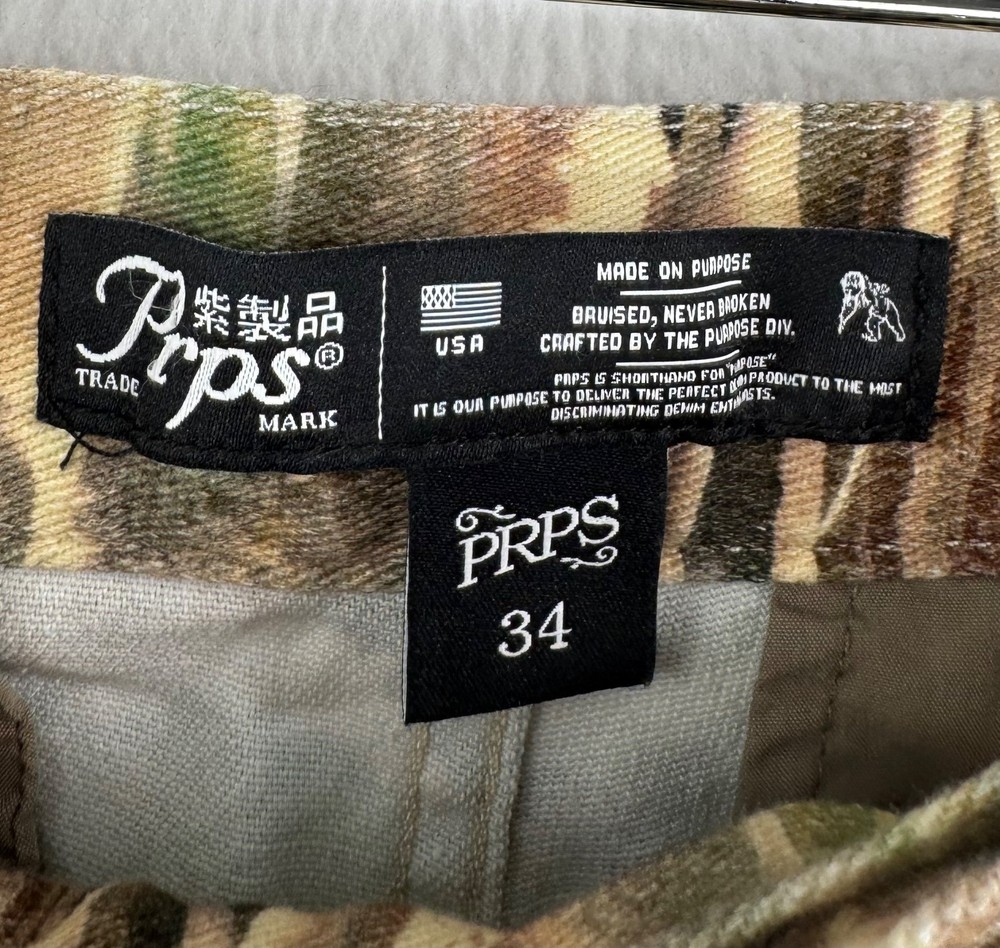 Prps®
紫製品
TRADE
MARK
USA
MADE ON PURPOSE
BRUISED, NEVER BROKEN
CRAFTED BY THE PURPOSE DIV.
PRPS IS SHORTHAND FOR "PURPOSE"
IT IS OUR PURPOSE TO DELIVER THE PERFECT DENIM PRODUCT TO THE MOST
DISCRIMINATING DENIM ENTHUSIASTS.
PRPS
34